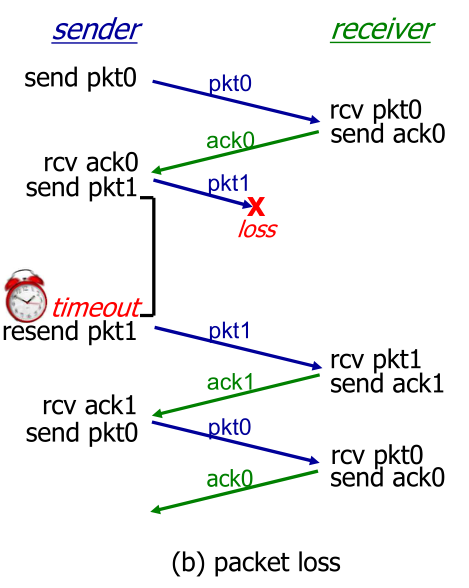 sender
receiver
send pkt0
pkt0
rcv pkt0
send ack0
ack0
rcv ack0
send pkt1
pkt1
X
loss
timeout
resend pkt1
pkt1
rcv pkt1
send ack1
ack1
rcv ack1
send pkt0
pkt0
rcv pkt0
send ack0
ack0
(b) packet loss